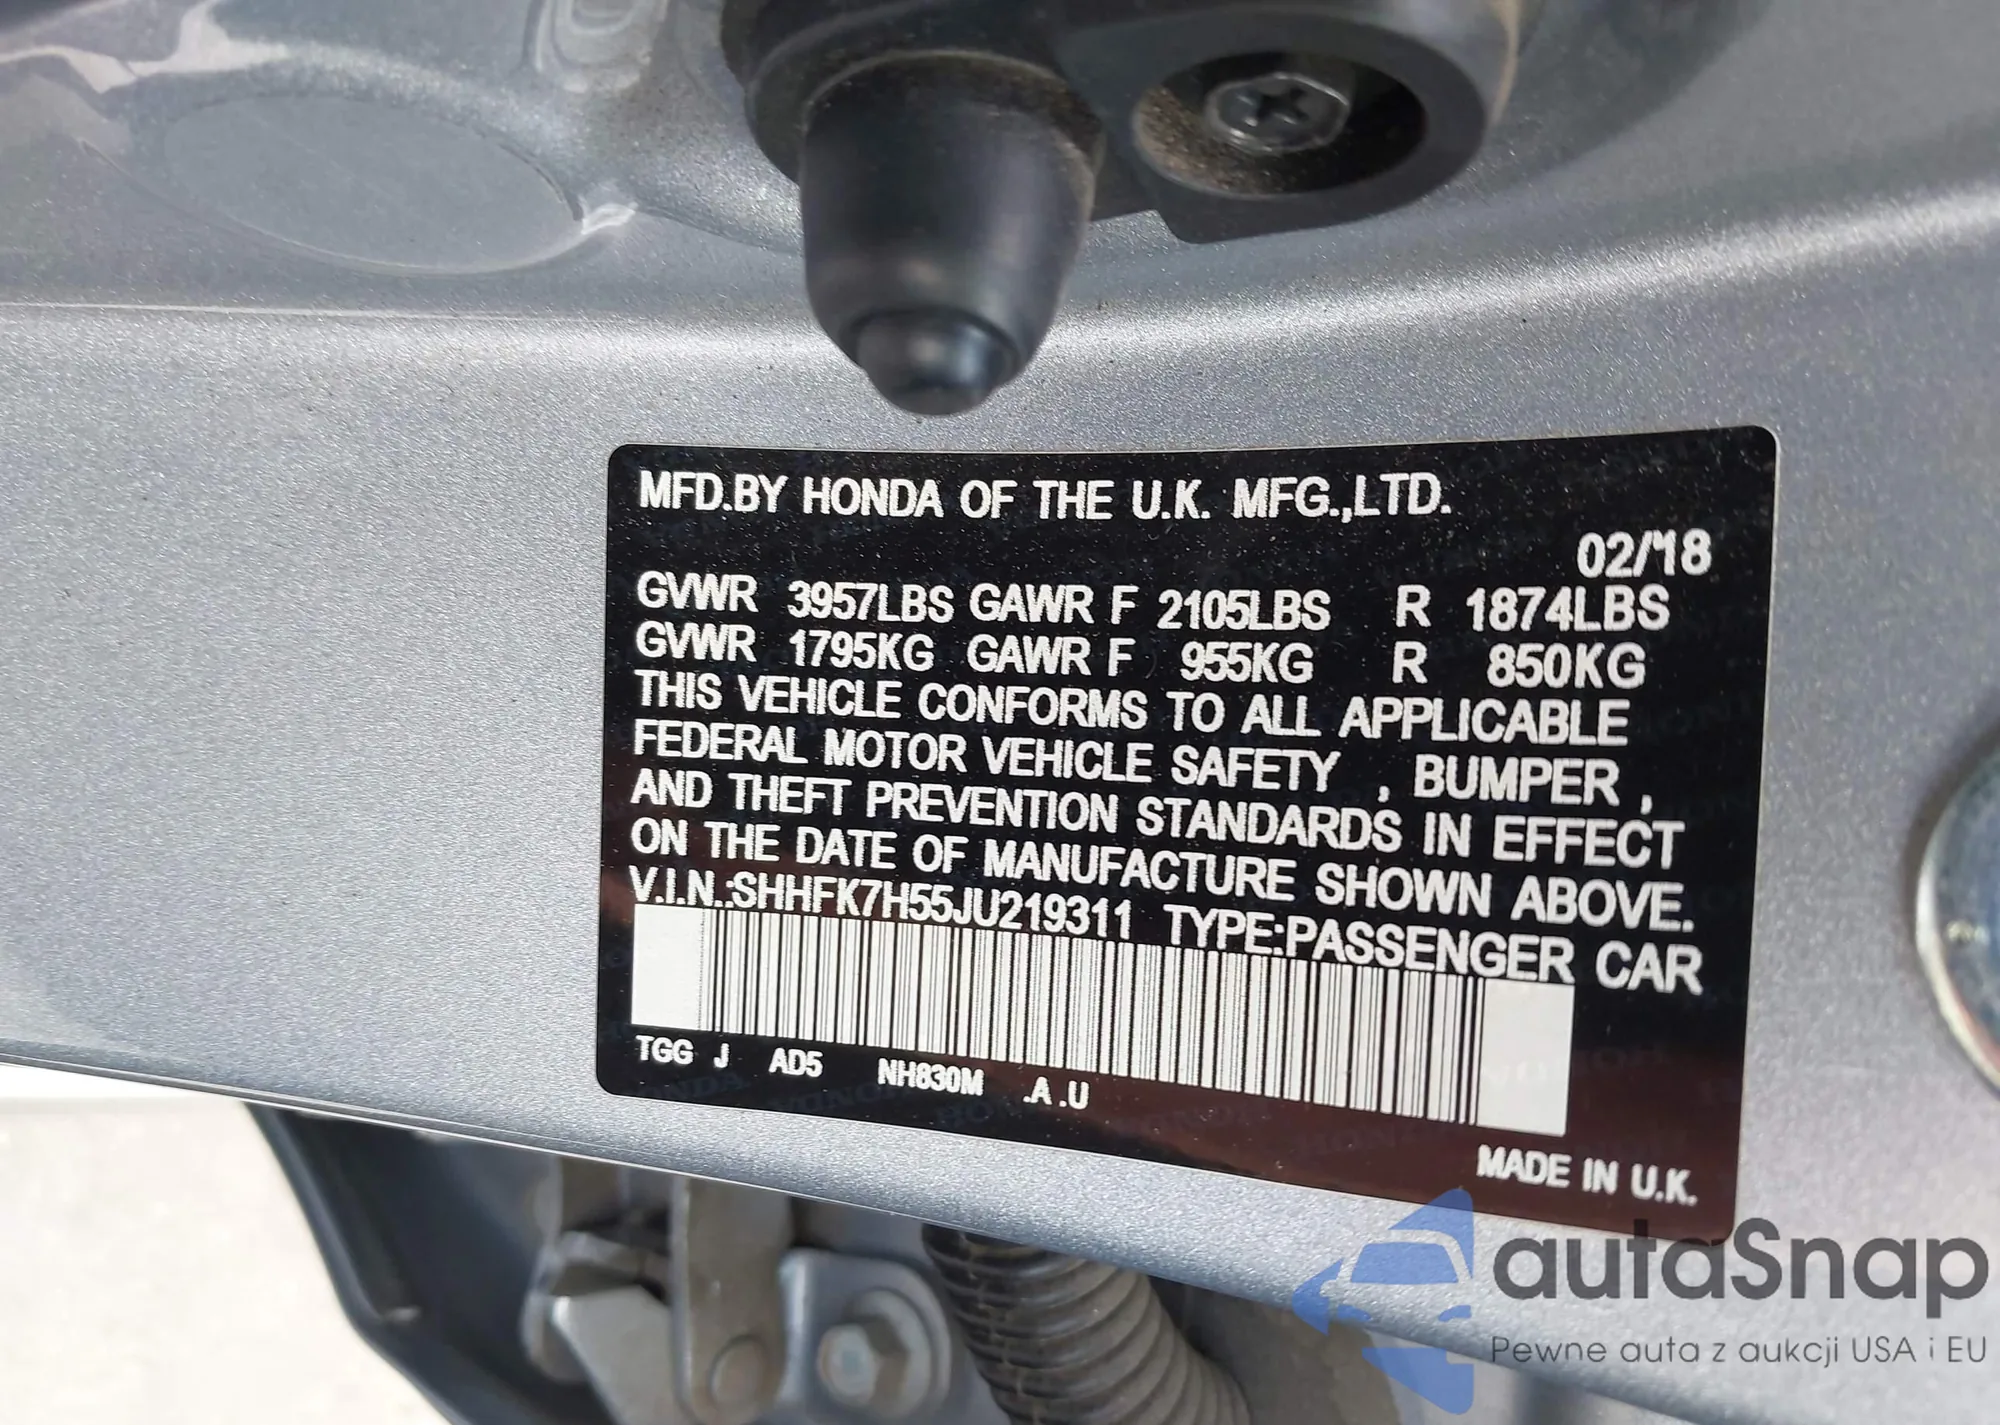 MFD.BY HONDA OF THE U.K. MFG.,LTD.
02/'18
GVWR 3957LBS GAWR F 2105LBS R 1874LBS
GVWR 1795KG GAWR F 955KG R 850KG
THIS VEHICLE CONFORMS TO ALL APPLICABLE
FEDERAL MOTOR VEHICLE SAFETY , BUMPER ,
AND THEFT PREVENTION STANDARDS IN EFFECT
ON THE DATE OF MANUFACTURE SHOWN ABOVE.
V.I.N.:SHHFK7H55JU219311 TYPE:PASSENGER CAR
TGG J AD5 NH830M .A .U
MADE IN U.K.
autaSnap
Pewne auta z aukcji USA i EU